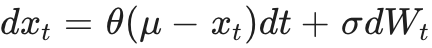 dx_t = θ(μ − x_t)dt + σdW_t